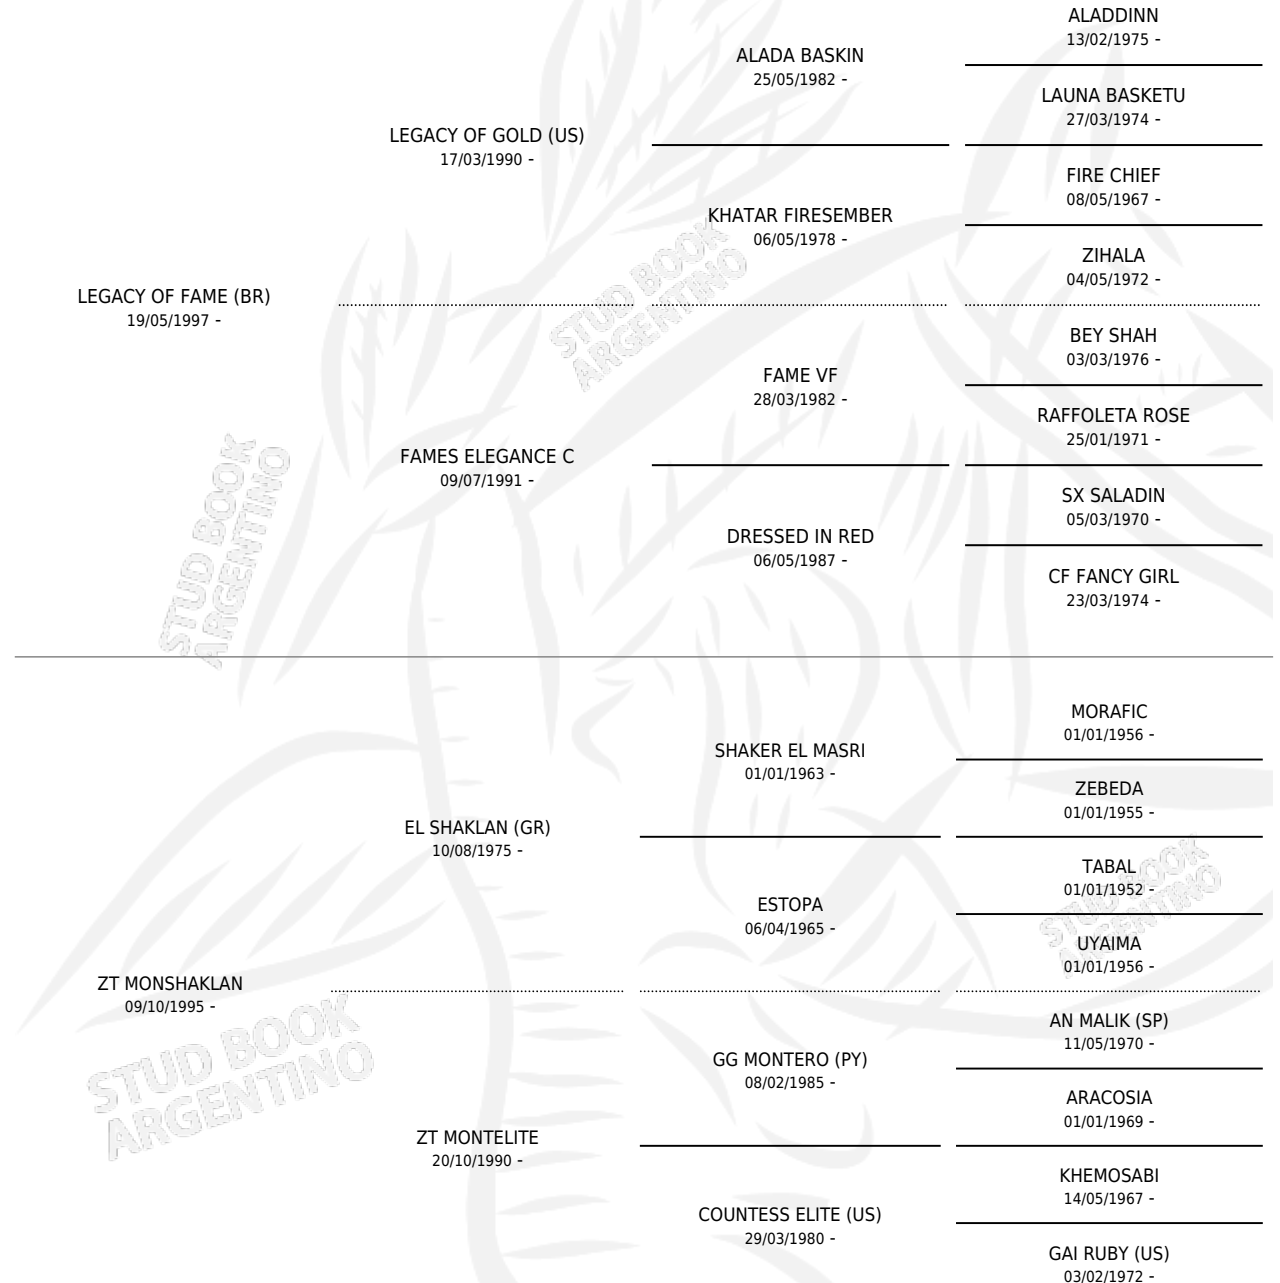 ALADDINN
13/02/1975 -
ALADA BASKIN
25/05/1982 -
LAUNA BASKETU
27/03/1974 -
LEGACY OF GOLD (US)
17/03/1990 -
FIRE CHIEF
08/05/1967 -
KHATAR FIRESEMBER
06/05/1978 -
ZIHALA
04/05/1972 -
LEGACY OF FAME (BR)
19/05/1997 -
STUD BOOK
ARGENTINO
BEY SHAH
03/03/1976 -
FAME VF
28/03/1982 -
RAFFOLETA ROSE
25/01/1971 -
FAMES ELEGANCE C
09/07/1991 -
SX SALADIN
05/03/1970 -
DRESSED IN RED
06/05/1987 -
CF FANCY GIRL
23/03/1974 -
STUD BOOK
ARGENTINO
MORAFIC
01/01/1956 -
SHAKER EL MASRI
01/01/1963 -
ZEBEDA
01/01/1955 -
EL SHAKLAN (GR)
10/08/1975 -
TABAL
01/01/1952 -
ESTOPA
06/04/1965 -
UYAIMA
01/01/1956 -
STUD BOOK
ARGENTINO
ZT MONSHAKLAN
09/10/1995 -
AN MALIK (SP)
11/05/1970 -
GG MONTERO (PY)
08/02/1985 -
ARACOSIA
01/01/1969 -
STUD BOOK
ARGENTINO
ZT MONTELITE
20/10/1990 -
KHEMOSABI
14/05/1967 -
COUNTESS ELITE (US)
29/03/1980 -
GAI RUBY (US)
03/02/1972 -